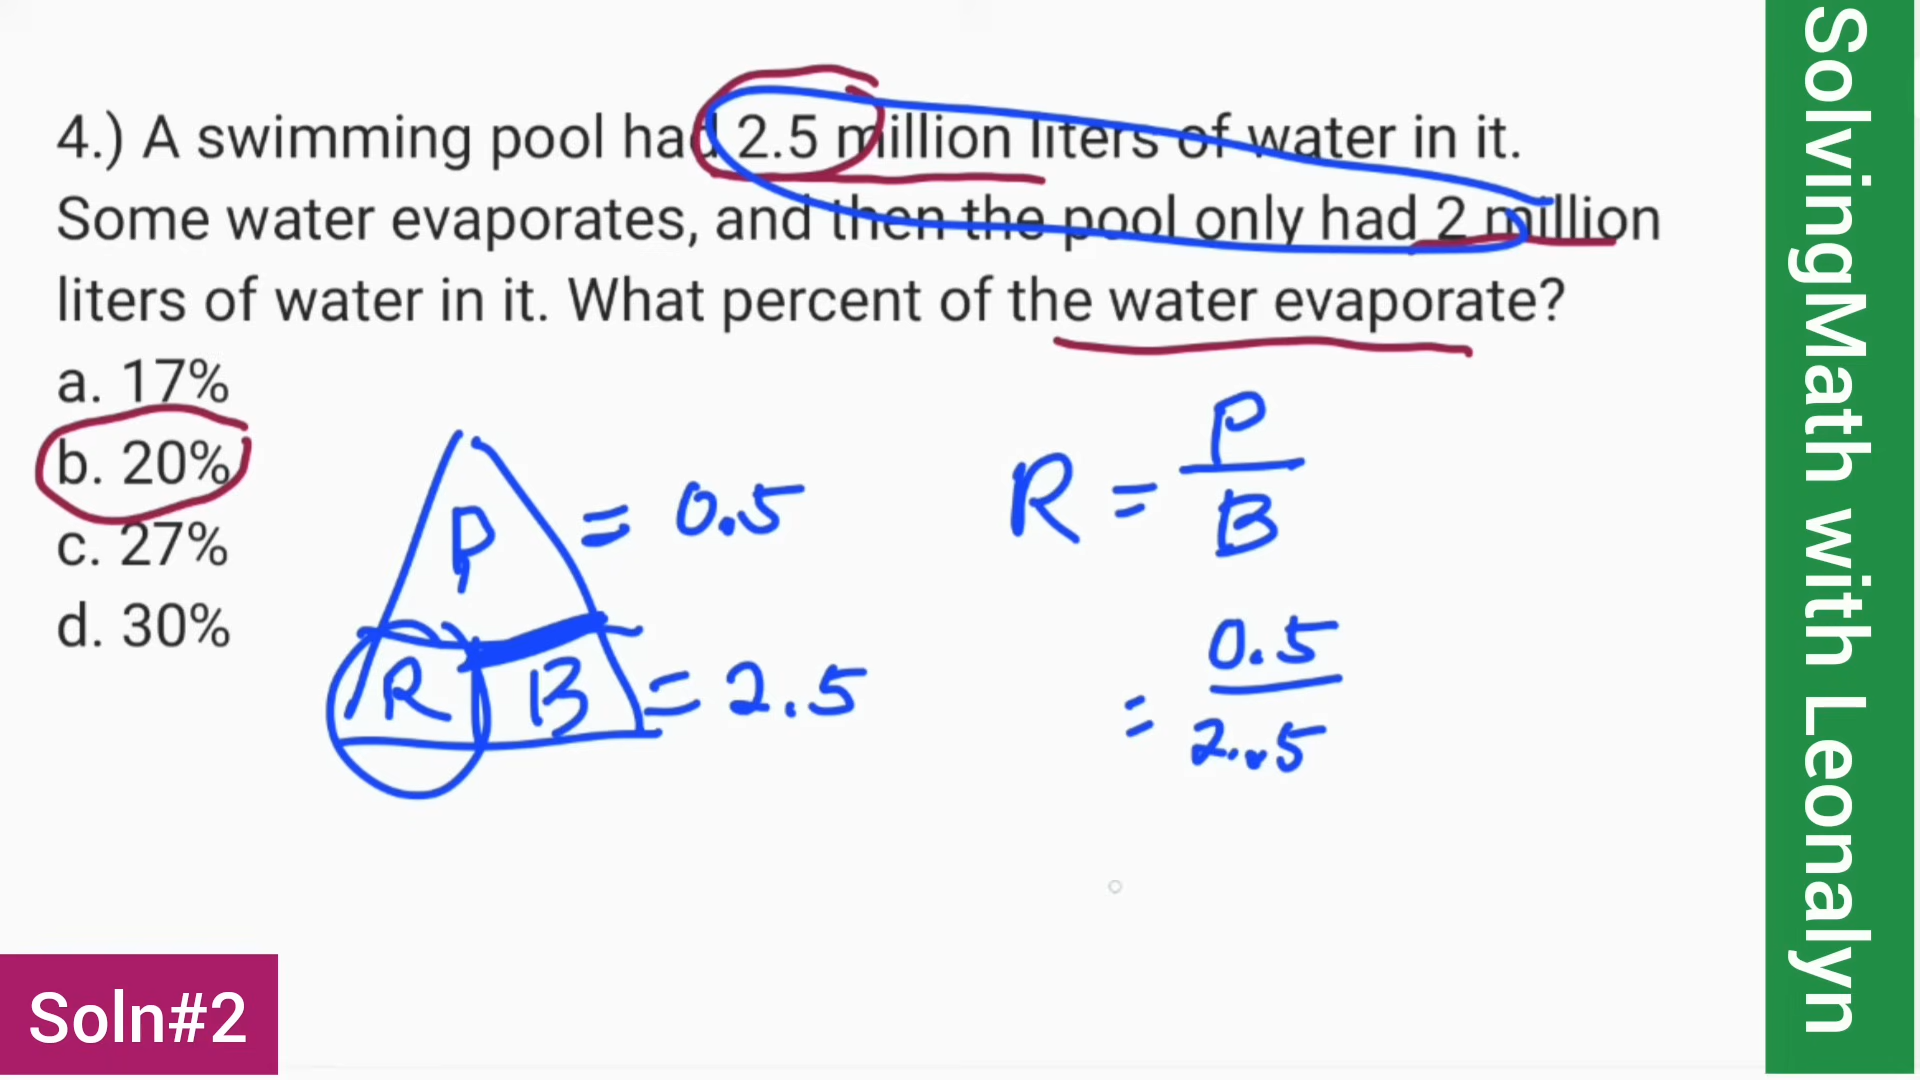 4.) A swimming pool had 2.5 million liters of water in it.
Some water evaporates, and then the pool only had 2 million
liters of water in it. What percent of the water evaporate?
a. 17%
b. 20%
c. 27%
d. 30%
P = 0.5
R B = 2.5
R = P
B
= 0.5
2.5
Soln#2
SolvingMath with Leonalyn